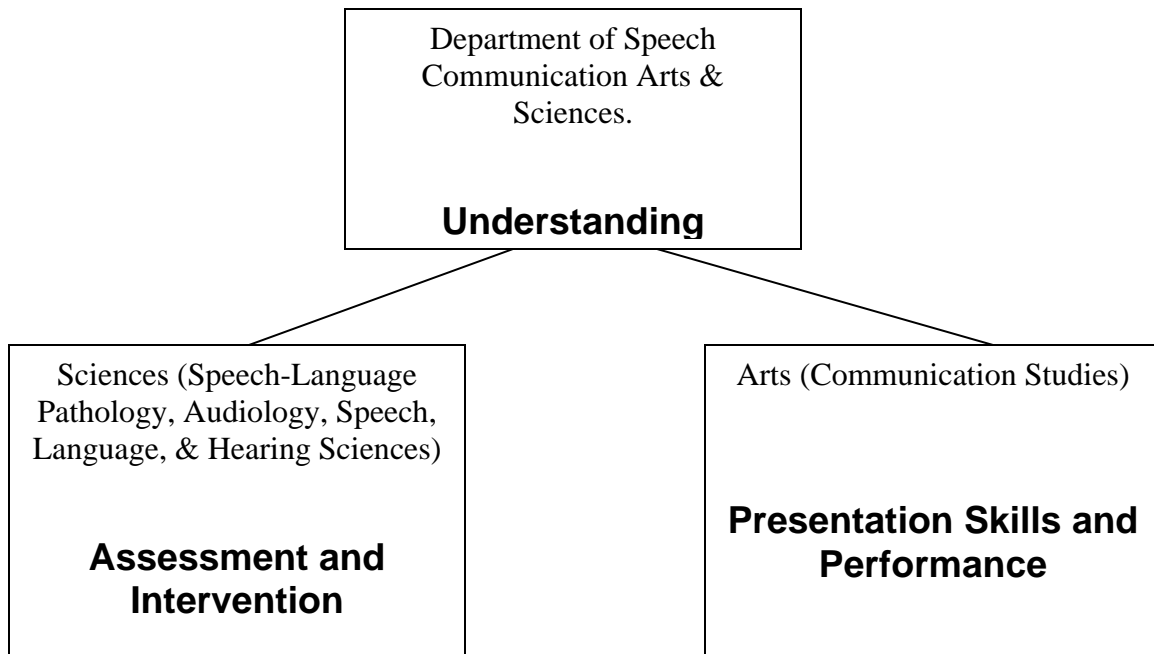 Department of Speech
Communication Arts &
Sciences.
Understanding
Sciences (Speech-Language
Pathology, Audiology, Speech,
Language, & Hearing Sciences)
Assessment and
Intervention
Arts (Communication Studies)
Presentation Skills and
Performance